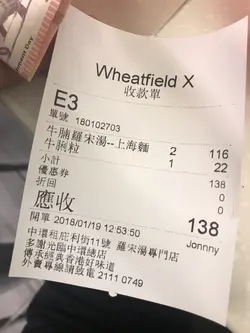 nment Day
Wheatfield X
收款單
E3
單號 180102703
牛腩羅宋湯--上海麵 2 116
牛腕粒 1 22
小計 138
優惠券 0
折回 0
應收 138
開單 2018/01/19 12:53:50 Jonnny
中環租庇利街11號 羅宋湯專門店
多謝光臨中環總店
傳承經典香港好味道
外賣專線請致電 2111 0749